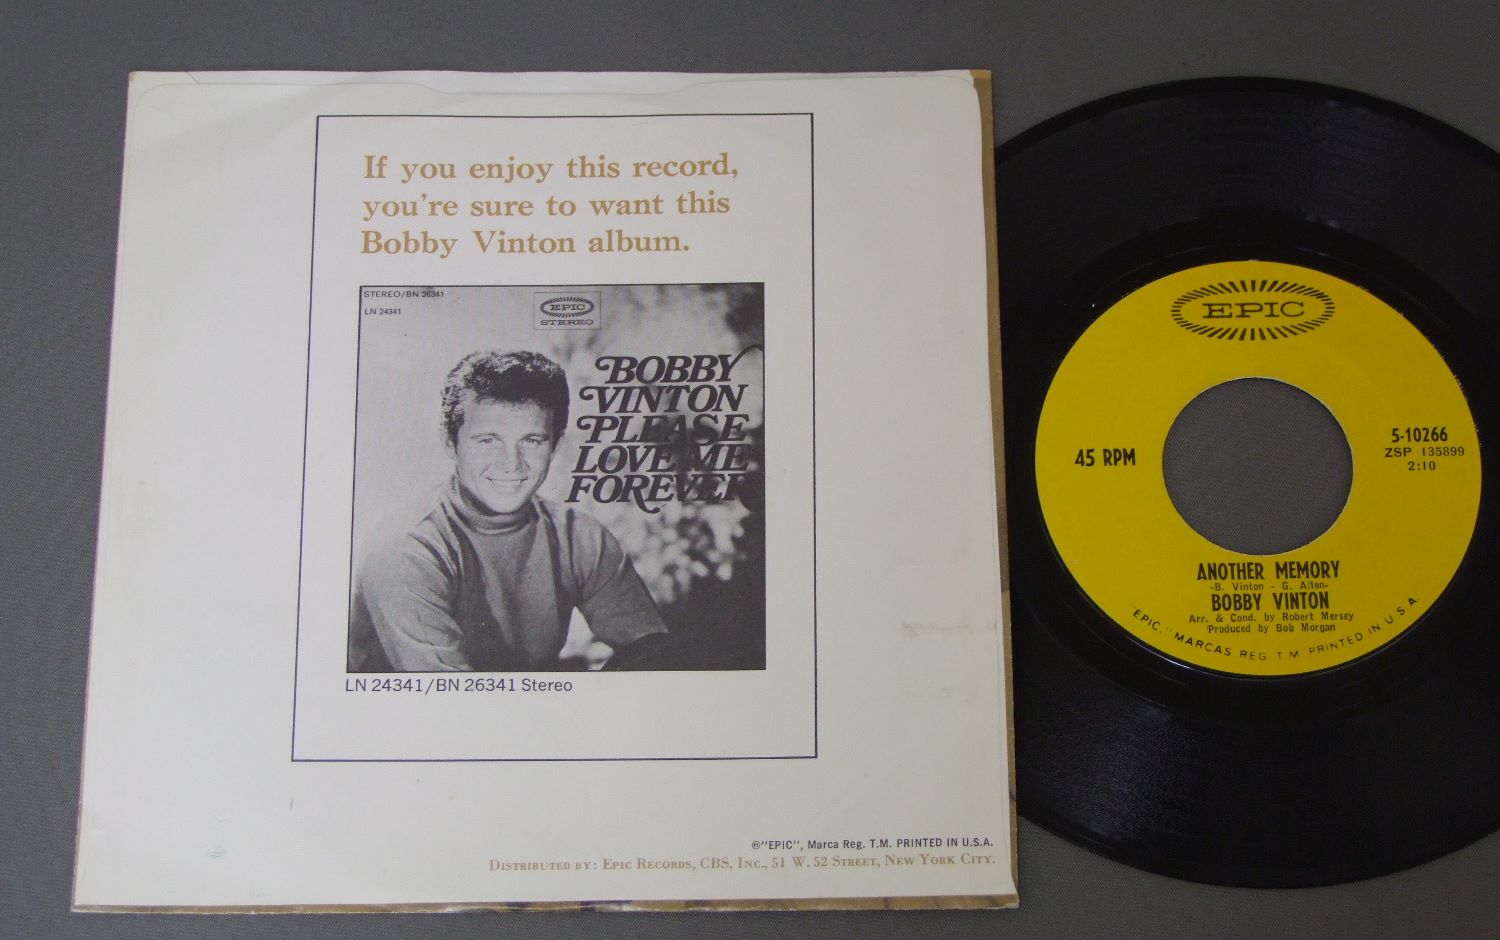 If you enjoy this record,
you're sure to want this
Bobby Vinton album.
STEREO/BN 26341
LN 24341
EPIC
STEREO
BOBBY
VINTON
PLEASE
LOVE ME
FOREVER
LN 24341/BN 26341 Stereo
®"EPIC", Marca Reg. T.M. PRINTED IN U.S.A.
DISTRIBUTED BY: EPIC RECORDS, CBS, INC., 51 W. 52 STREET, NEW YORK CITY.
EPIC
45 RPM
5-10266
ZSP 135899
2:10
ANOTHER MEMORY
-B. Vinton - G. Allen-
BOBBY VINTON
Arr. & Cond. by Robert Mersey
Produced by Bob Morgan
"EPIC," MARCAS REG. T.M. PRINTED IN U.S.A.